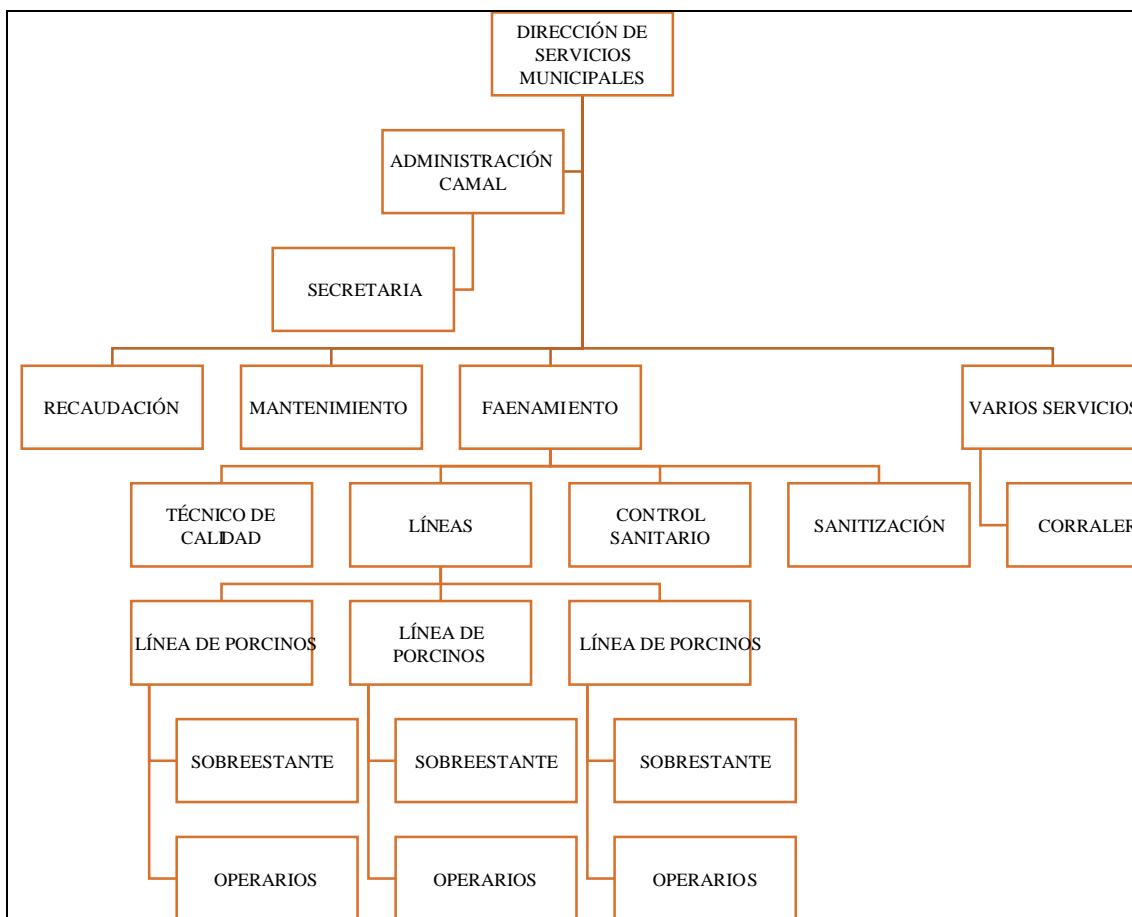 DIRECCIÓN DE
SERVICIOS
MUNICIPALES
ADMINISTRACIÓN
CAMAL
SECRETARIA
RECAUDACIÓN
MANTENIMIENTO
FAENAMIENTO
VARIOS SERVICIOS
TÉCNICO DE
CALIDAD
LÍNEAS
CONTROL
SANITARIO
SANITIZACIÓN
CORRALER
LÍNEA DE PORCINOS
LÍNEA DE
PORCINOS
LÍNEA DE PORCINOS
SOBREESTANTE
SOBREESTANTE
SOBRESTANTE
OPERARIOS
OPERARIOS
OPERARIOS